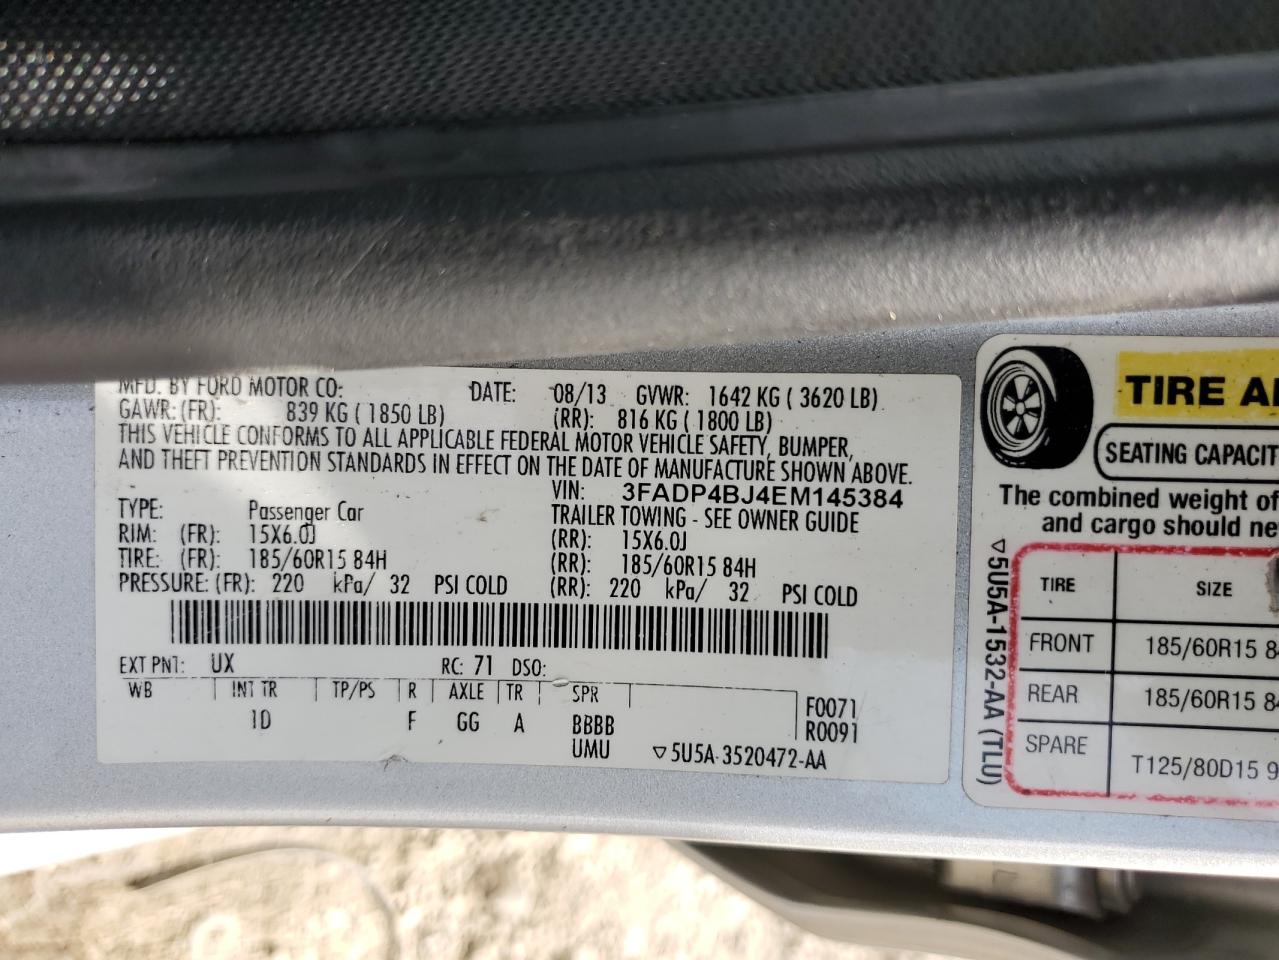 MFD. BY FORD MOTOR CO: DATE: 08/13 GVWR: 1642 KG ( 3620 LB)
GAWR: (FR): 839 KG ( 1850 LB) (RR): 816 KG ( 1800 LB)
THIS VEHICLE CONFORMS TO ALL APPLICABLE FEDERAL MOTOR VEHICLE SAFETY, BUMPER,
AND THEFT PREVENTION STANDARDS IN EFFECT ON THE DATE OF MANUFACTURE SHOWN ABOVE.
VIN: 3FADP4BJ4EM145384
TYPE: Passenger Car TRAILER TOWING - SEE OWNER GUIDE
RIM: (FR): 15X6.0J (RR): 15X6.0J
TIRE: (FR): 185/60R15 84H (RR): 185/60R15 84H
PRESSURE: (FR): 220 kPa/ 32 PSI COLD (RR): 220 kPa/ 32 PSI COLD
EXT PNT: UX RC: 71 DSO:
WB INT TR TP/PS R AXLE TR SPR F0071
1D F GG A BBBB R0091
UMU ▽5U5A-3520472-AA
TIRE
SEATING
The combined weight of
and cargo should
▽5U5A-1532-AA (TLU)
TIRE SIZE
FRONT 185/60R15
REAR 185/60R15
SPARE T125/80D15